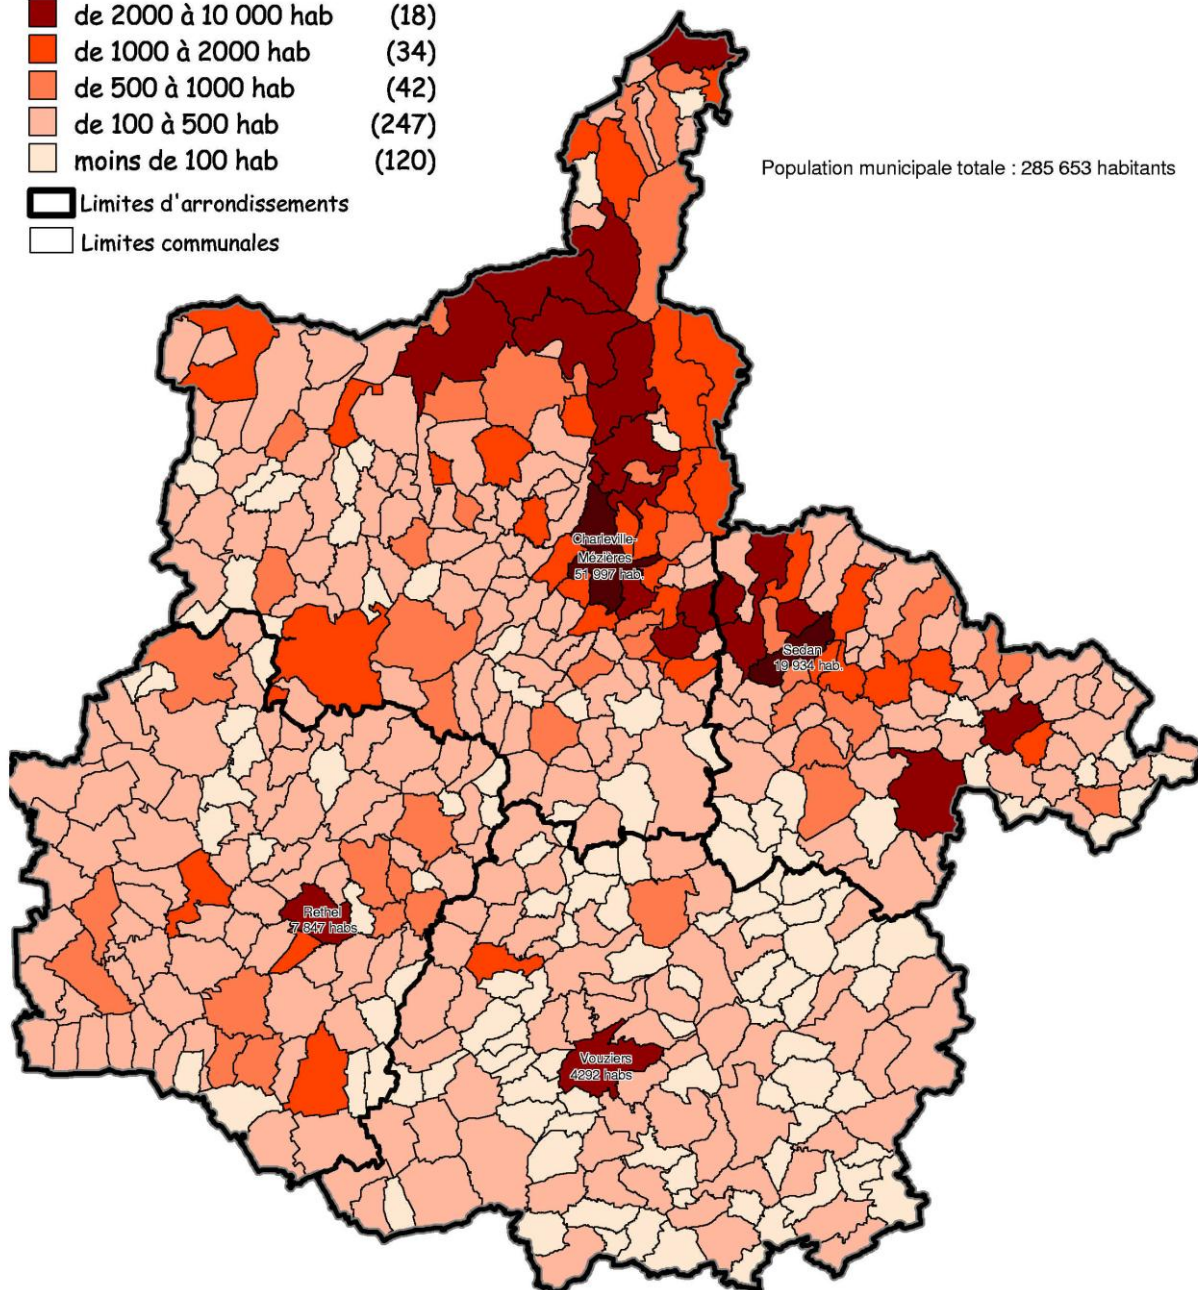 de 2000 à 10 000 hab (18)
de 1000 à 2000 hab (34)
de 500 à 1000 hab (42)
de 100 à 500 hab (247)
moins de 100 hab (120)
Limites d'arrondissements
Limites communales
Population municipale totale : 285 653 habitants
Charleville-
Mézières
51 997 hab.
Sedan
19 934 hab.
Rethel
7 847 habs.
Vouziers
4292 habs